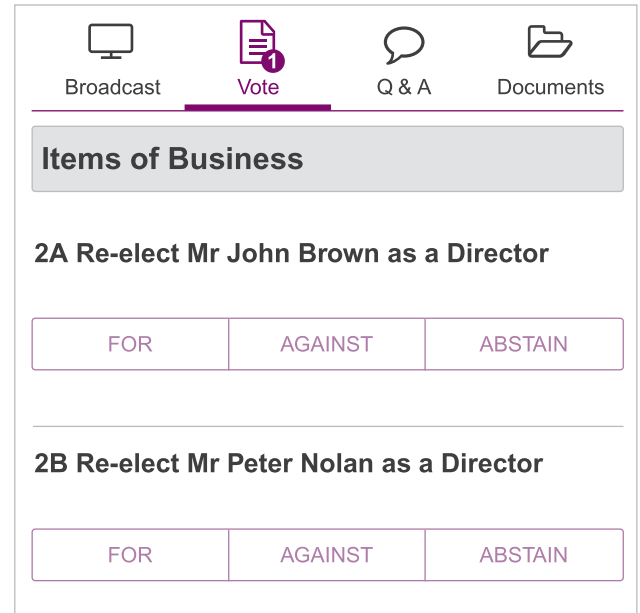 1
Broadcast Vote Q & A Documents
Items of Business
2A Re-elect Mr John Brown as a Director
FOR AGAINST ABSTAIN
2B Re-elect Mr Peter Nolan as a Director
FOR AGAINST ABSTAIN